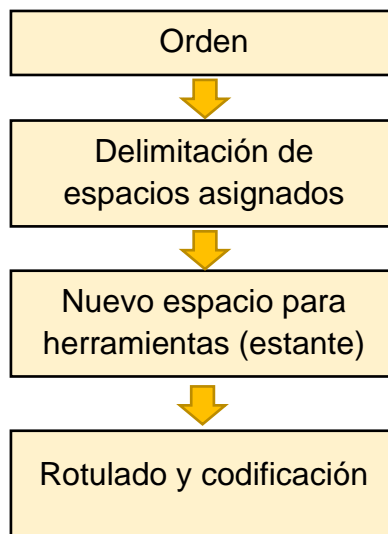 Orden
Delimitación de
espacios asignados
Nuevo espacio para
herramientas (estante)
Rotulado y codificación